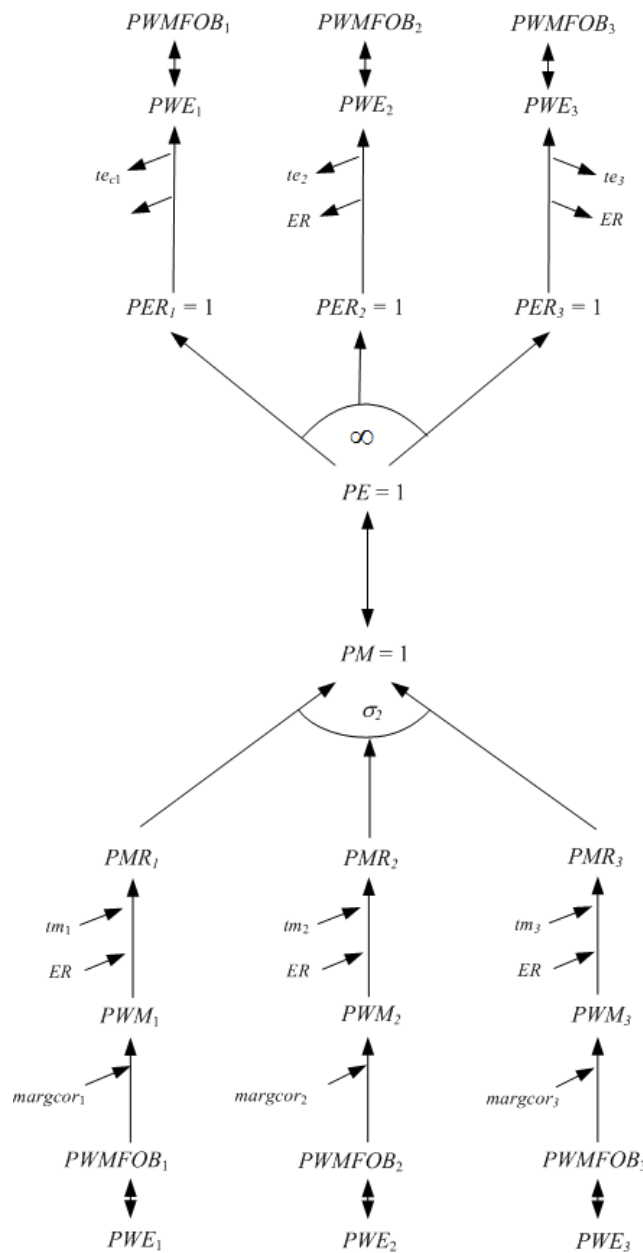 PWMFOB₁ PWMFOB₂ PWMFOB₃
PWE₁ PWE₂ PWE₃
te_c1 te₂ te₃
ER ER
PER₁ = 1 PER₂ = 1 PER₃ = 1
∞
PE = 1
PM = 1
σ₂
PMR₁ PMR₂ PMR₃
tm₁ tm₂ tm₃
ER ER ER
PWM₁ PWM₂ PWM₃
margcor₁ margcor₂ margcor₃
PWMFOB₁ PWMFOB₂ PWMFOB₃
PWE₁ PWE₂ PWE₃